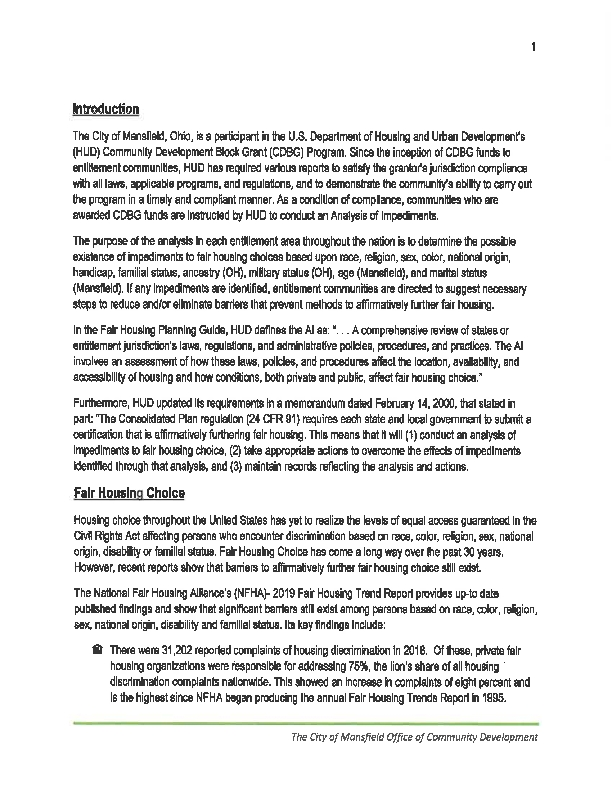 1
Introduction
The City of Mansfield, Ohio, is a participant in the U.S. Department of Housing and Urban Development's
(HUD) Community Development Block Grant (CDBG) Program. Since the inception of CDBG funds to
entitlement communities, HUD has required various reports to satisfy the grantor's jurisdiction compliance
with all laws, applicable programs, and regulations, and to demonstrate the community's ability to carry out
the program in a timely and compliant manner. As a condition of compliance, communities who are
awarded CDBG funds are instructed by HUD to conduct an Analysis of Impediments.
The purpose of the analysis in each entitlement area throughout the nation is to determine the possible
existence of impediments to fair housing choices based upon race, religion, sex, color, national origin,
handicap, familial status, ancestry (OH), military status (OH), age (Mansfield), and marital status
(Mansfield). If any impediments are identified, entitlement communities are directed to suggest necessary
steps to reduce and/or eliminate barriers that prevent methods to affirmatively further fair housing.
In the Fair Housing Planning Guide, HUD defines the AI as: ". . . A comprehensive review of states or
entitlement jurisdiction's laws, regulations, and administrative policies, procedures, and practices. The AI
involves an assessment of how these laws, policies, and procedures affect the location, availability, and
accessibility of housing and how conditions, both private and public, affect fair housing choice."
Furthermore, HUD updated its requirements in a memorandum dated February 14, 2000, that stated in
part: "The Consolidated Plan regulation (24 CFR 91) requires each state and local government to submit a
certification that is affirmatively furthering fair housing. This means that it will (1) conduct an analysis of
impediments to fair housing choice, (2) take appropriate actions to overcome the effects of impediments
identified through that analysis, and (3) maintain records reflecting the analysis and actions.
Fair Housing Choice
Housing choice throughout the United States has yet to realize the levels of equal access guaranteed in the
Civil Rights Act affecting persons who encounter discrimination based on race, color, religion, sex, national
origin, disability or familial status. Fair Housing Choice has come a long way over the past 30 years.
However, recent reports show that barriers to affirmatively further fair housing choice still exist.
The National Fair Housing Alliance's (NFHA)- 2019 Fair Housing Trend Report provides up-to date
published findings and show that significant barriers still exist among persons based on race, color, religion,
sex, national origin, disability and familial status. Its key findings include:
There were 31,202 reported complaints of housing discrimination in 2018. Of these, private fair
housing organizations were responsible for addressing 75%, the lion's share of all housing
discrimination complaints nationwide. This showed an increase in complaints of eight percent and
is the highest since NFHA began producing the annual Fair Housing Trends Report in 1995.
The City of Mansfield Office of Community Development